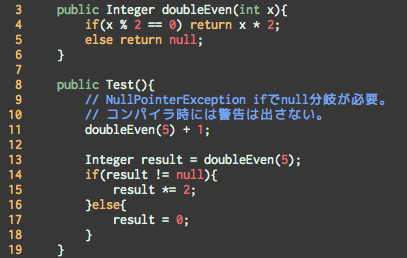 3 public Integer doubleEven(int x){
4 if(x % 2 == 0) return x * 2;
5 else return null;
6 }
7
8 public Test(){
9 // NullPointerException ifでnull分岐が必要。
10 // コンパイラ時には警告は出さない。
11 doubleEven(5) + 1;
12
13 Integer result = doubleEven(5);
14 if(result != null){
15 result *= 2;
16 }else{
17 result = 0;
18 }
19 }